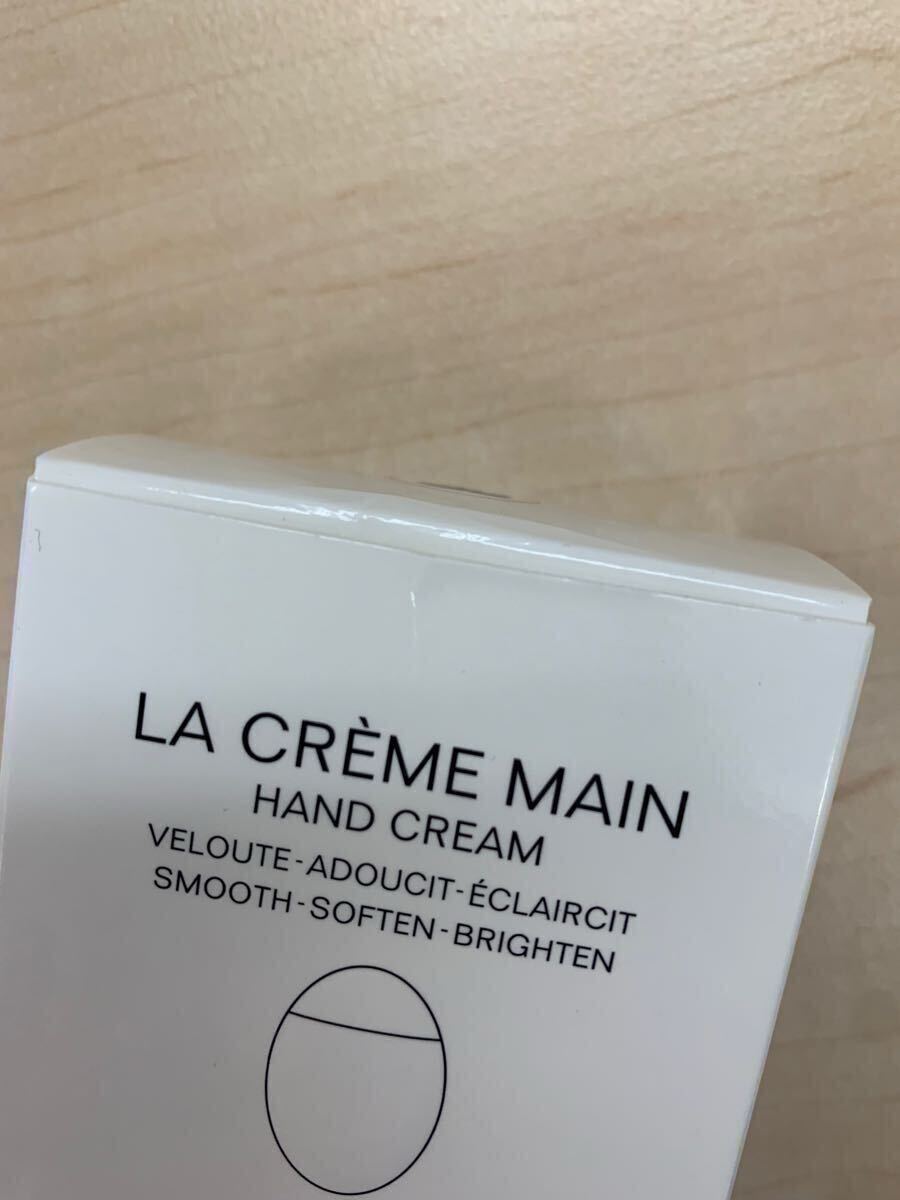 LA CRÈME MAIN
HAND CREAM
VELOUTE-ADOUCIT-ÉCLAIRCIT
SMOOTH-SOFTEN-BRIGHTEN